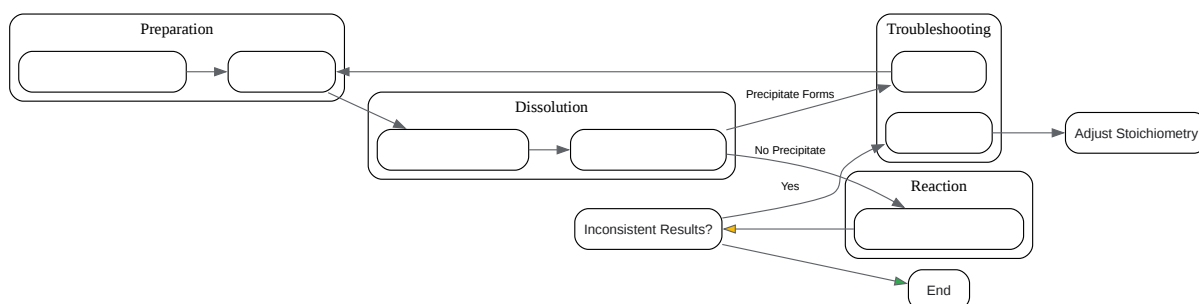 Preparation
Troubleshooting
Precipitate Forms
Dissolution
Adjust Stoichiometry
No Precipitate
Yes
Reaction
Inconsistent Results?
End